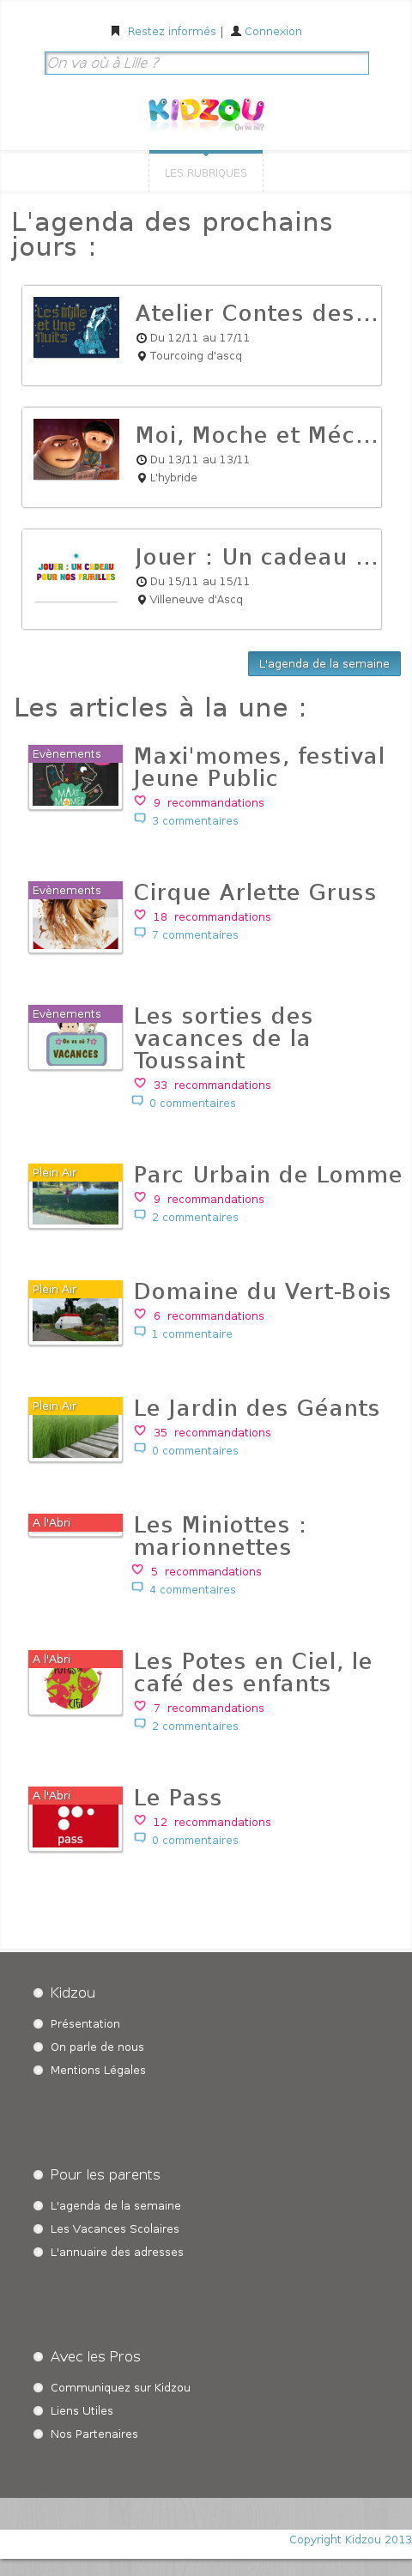 Restez informés | Connexion
On va où à Lille ?
KIDZOU
On va où ?
LES RUBRIQUES
L'agenda des prochains
jours :
Les Mille
et Une
Nuits
Atelier Contes des...
Du 12/11 au 17/11
Tourcoing d'ascq
Moi, Moche et Méc...
Du 13/11 au 13/11
L'hybride
JOUER : UN CADEAU
POUR NOS FAMILLES
Jouer : Un cadeau ...
Du 15/11 au 15/11
Villeneuve d'Ascq
L'agenda de la semaine
Les articles à la une :
Evènements
MAXI
MOMES
Maxi'momes, festival
Jeune Public
9 recommandations
3 commentaires
Evènements
Cirque Arlette Gruss
18 recommandations
7 commentaires
Evènements
On va où ?
VACANCES
Les sorties des
vacances de la
Toussaint
33 recommandations
0 commentaires
Plein Air
Parc Urbain de Lomme
9 recommandations
2 commentaires
Plein Air
Domaine du Vert-Bois
6 recommandations
1 commentaire
Plein Air
Le Jardin des Géants
35 recommandations
0 commentaires
A l'Abri
Les Miniottes :
marionnettes
5 recommandations
4 commentaires
A l'Abri
POTES
CIEL
Les Potes en Ciel, le
café des enfants
7 recommandations
2 commentaires
A l'Abri
pass
Le Pass
12 recommandations
0 commentaires
Kidzou
Présentation
On parle de nous
Mentions Légales
Pour les parents
L'agenda de la semaine
Les Vacances Scolaires
L'annuaire des adresses
Avec les Pros
Communiquez sur Kidzou
Liens Utiles
Nos Partenaires
Copyright Kidzou 2013